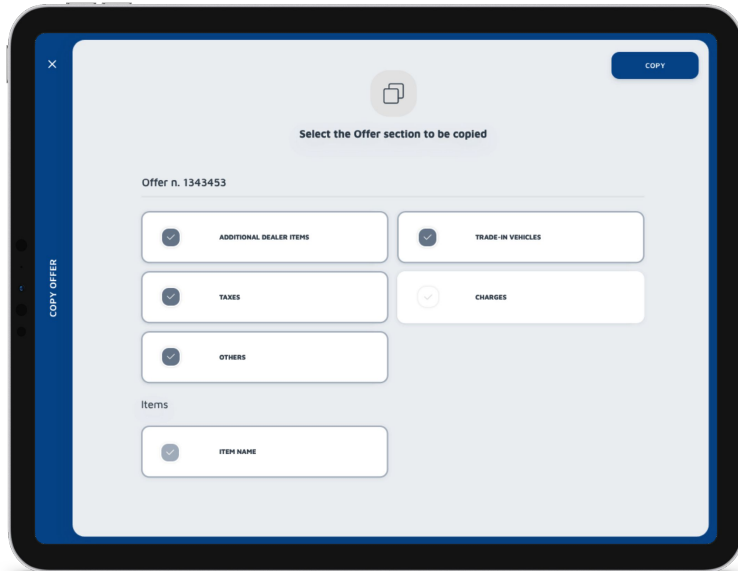 COPY
Select the Offer section to be copied
Offer n. 1343453
ADDITIONAL DEALER ITEMS
TRADE-IN VEHICLES
TAXES
CHARGES
OTHERS
Items
ITEM NAME
COPY OFFER